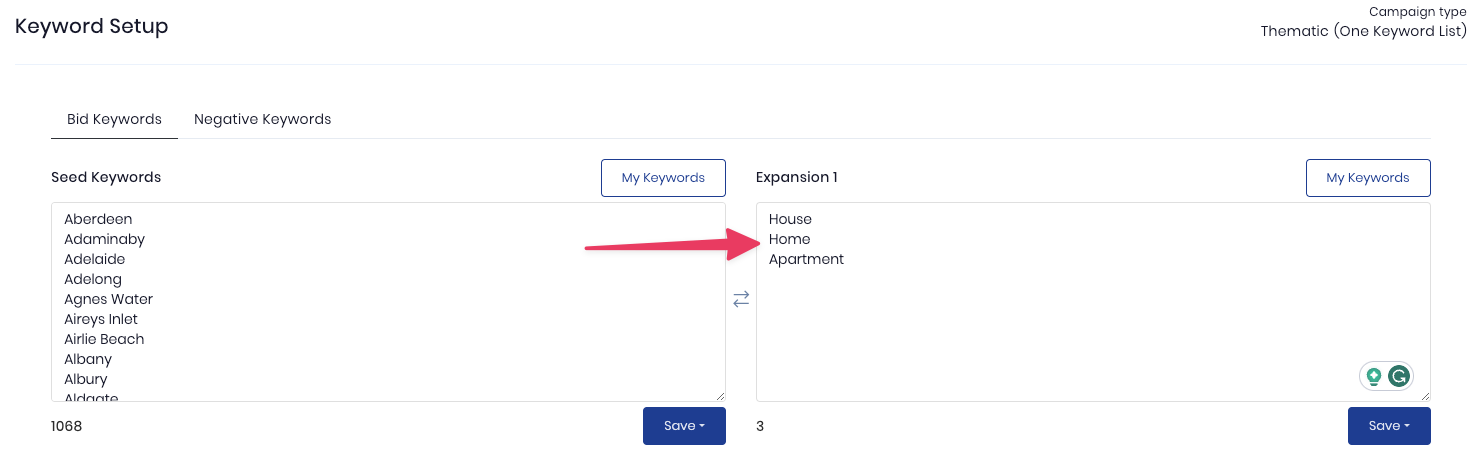 Keyword Setup
Campaign type
Thematic (One Keyword List)
Bid Keywords
Negative Keywords
Seed Keywords
My Keywords
Aberdeen
Adaminaby
Adelaide
Adelong
Agnes Water
Aireys Inlet
Airlie Beach
Albany
Albury
Aldgate
1068
Save
Expansion 1
My Keywords
House
Home
Apartment
3
Save